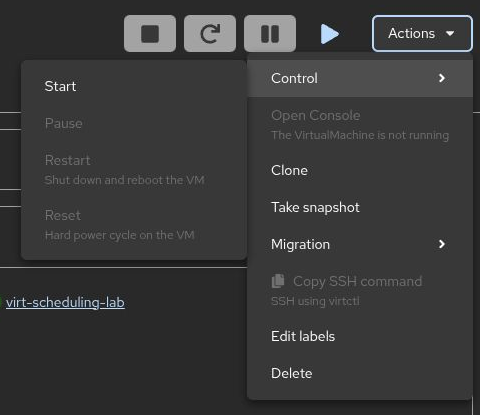 Actions
Control
Start
Open Console
The VirtualMachine is not running
Pause
Restart
Shut down and reboot the VM
Clone
Take snapshot
Reset
Hard power cycle on the VM
Migration
Copy SSH command
SSH using virtctl
virt-scheduling-lab
Edit labels
Delete